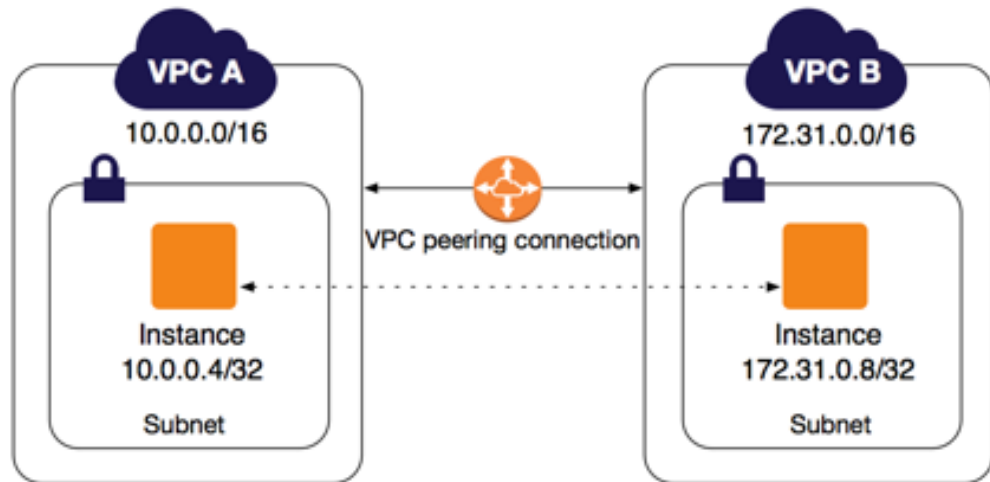 VPC A
10.0.0.0/16
VPC B
172.31.0.0/16
VPC peering connection
Instance
10.0.0.4/32
Subnet
Instance
172.31.0.8/32
Subnet